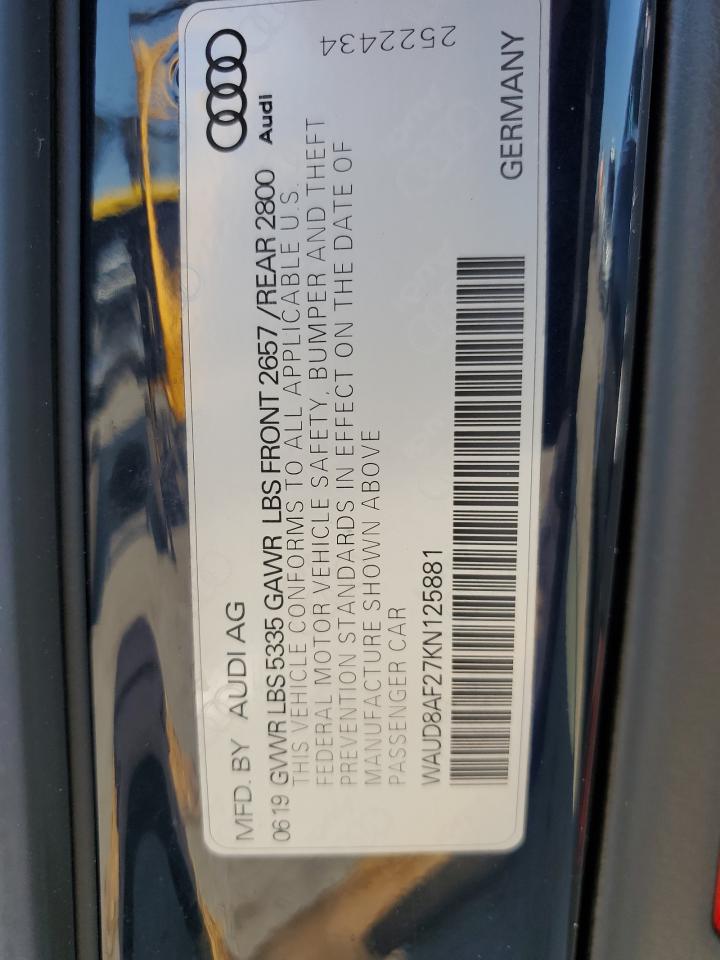 MFD. BY AUDI AG
Audi
06 19 GVWR LBS 5335 GAWR LBS FRONT 2657 /REAR 2800
THIS VEHICLE CONFORMS TO ALL APPLICABLE U.S.
FEDERAL MOTOR VEHICLE SAFETY, BUMPER AND THEFT
PREVENTION STANDARDS IN EFFECT ON THE DATE OF
MANUFACTURE SHOWN ABOVE
PASSENGER CAR
2522434
WAUD8AF27KN125881
GERMANY